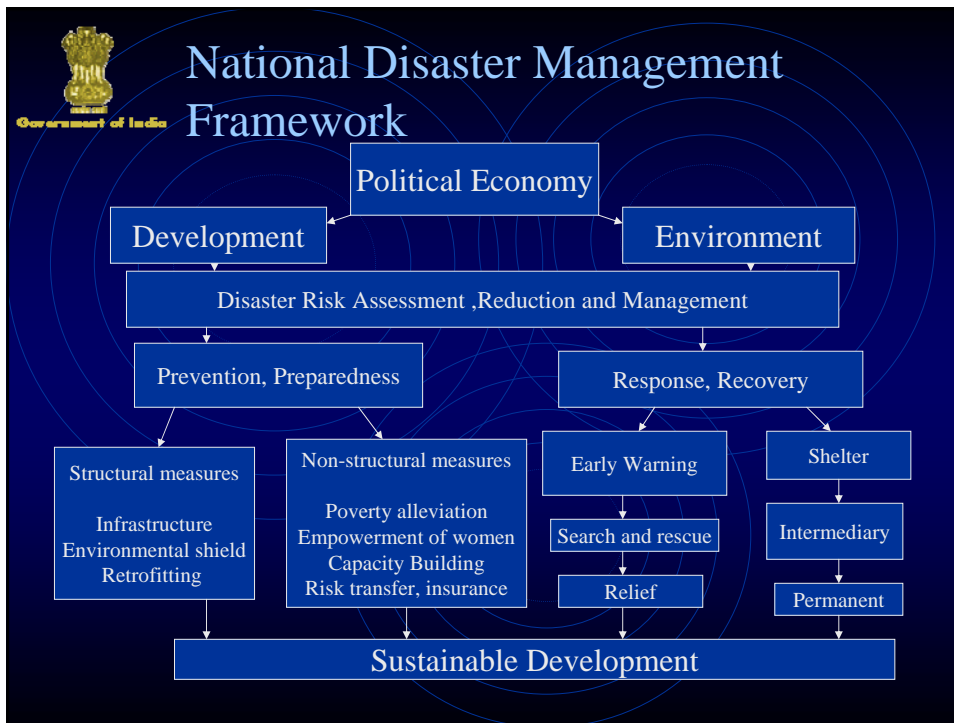 National Disaster Management
Framework
Government of India
Political Economy
Development
Environment
Disaster Risk Assessment ,Reduction and Management
Prevention, Preparedness
Response, Recovery
Structural measures
Infrastructure
Environmental shield
Retrofitting
Non-structural measures
Poverty alleviation
Empowerment of women
Capacity Building
Risk transfer, insurance
Early Warning
Search and rescue
Relief
Shelter
Intermediary
Permanent
Sustainable Development